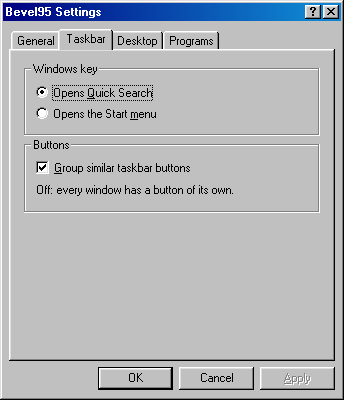 Bevel95 Settings
General
Taskbar
Desktop
Programs
Windows key
Opens Quick Search
Opens the Start menu
Buttons
Group similar taskbar buttons
Off: every window has a button of its own.
OK
Cancel
Apply